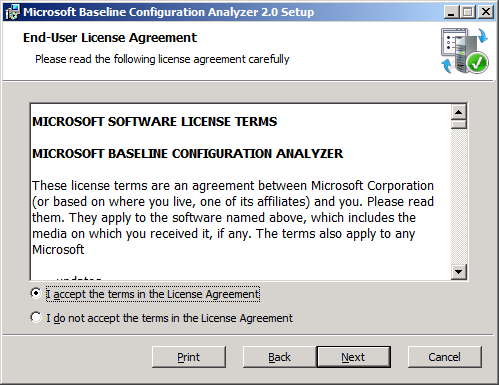 Microsoft Baseline Configuration Analyzer 2.0 Setup
End-User License Agreement
Please read the following license agreement carefully
MICROSOFT SOFTWARE LICENSE TERMS
MICROSOFT BASELINE CONFIGURATION ANALYZER
These license terms are an agreement between Microsoft Corporation
(or based on where you live, one of its affiliates) and you. Please read
them. They apply to the software named above, which includes the
media on which you received it, if any. The terms also apply to any
Microsoft
updates
I accept the terms in the License Agreement
I do not accept the terms in the License Agreement
Print
Back
Next
Cancel